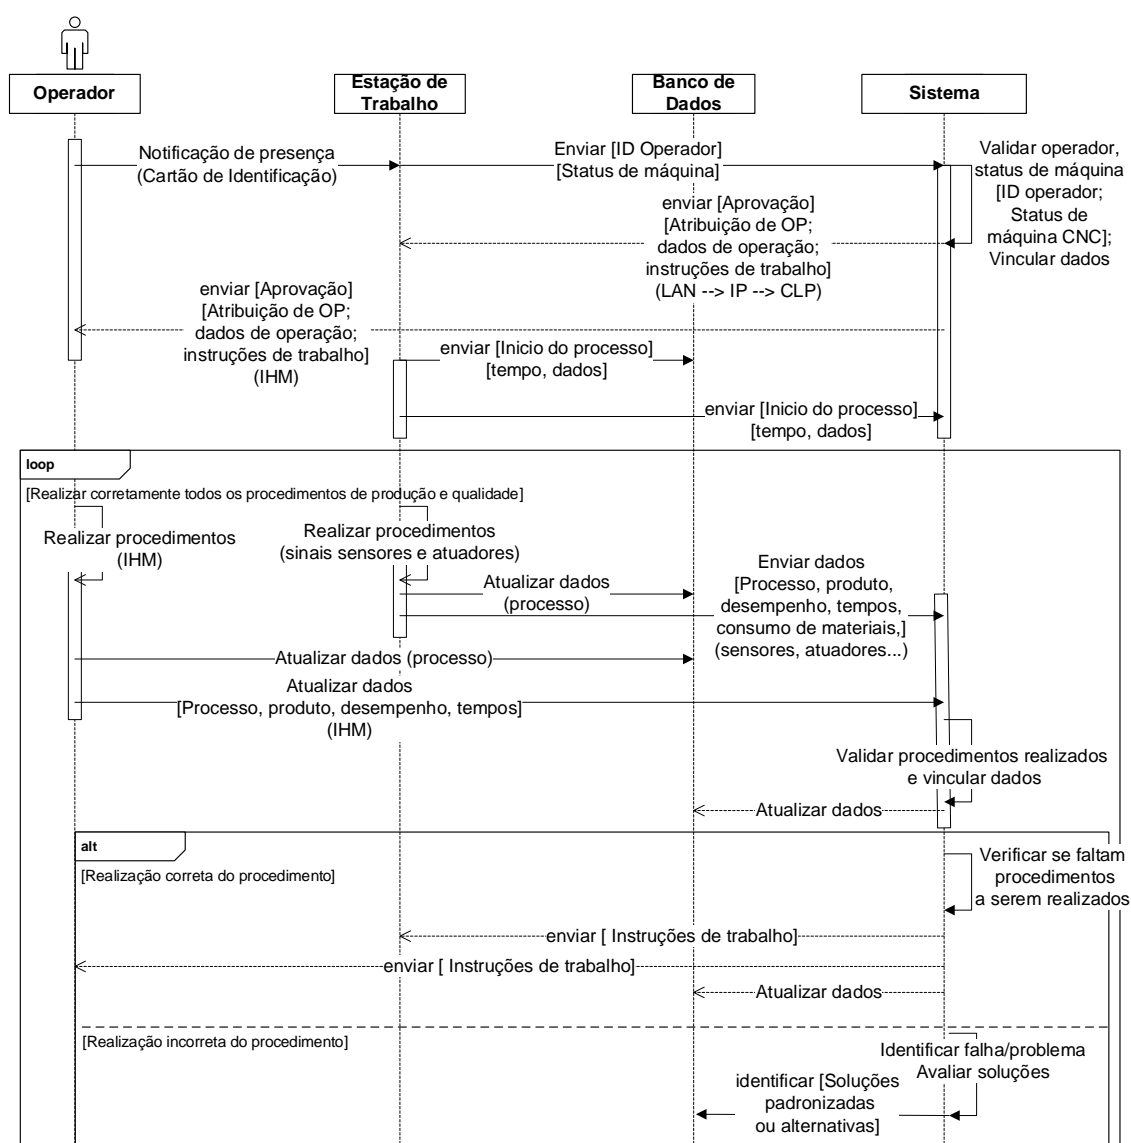 Operador
Estação de
Trabalho
Banco de
Dados
Sistema
Notificação de presença
(Cartão de Identificação)
Enviar [ID Operador]
[Status de máquina]
Validar operador,
status de máquina
[ID operador;
Status de
máquina CNC];
Vincular dados
enviar [Aprovação]
[Atribuição de OP;
dados de operação;
instruções de trabalho]
(LAN --> IP --> CLP)
enviar [Aprovação]
[Atribuição de OP;
dados de operação;
instruções de trabalho]
(IHM)
enviar [Inicio do processo]
[tempo, dados]
enviar [Inicio do processo]
[tempo, dados]
loop
[Realizar corretamente todos os procedimentos de produção e qualidade]
Realizar procedimentos
(IHM)
Realizar procedimentos
(sinais sensores e atuadores)
Atualizar dados
(processo)
Enviar dados
[Processo, produto,
desempenho, tempos,
consumo de materiais,]
(sensores, atuadores...)
Atualizar dados (processo)
Atualizar dados
[Processo, produto, desempenho, tempos]
(IHM)
Validar procedimentos realizados
e vincular dados
Atualizar dados
alt
[Realização correta do procedimento]
Verificar se faltam
procedimentos
a serem realizados
enviar [ Instruções de trabalho]
enviar [ Instruções de trabalho]
Atualizar dados
[Realização incorreta do procedimento]
Identificar falha/problema
Avaliar soluções
identificar [Soluções
padronizadas
ou alternativas]